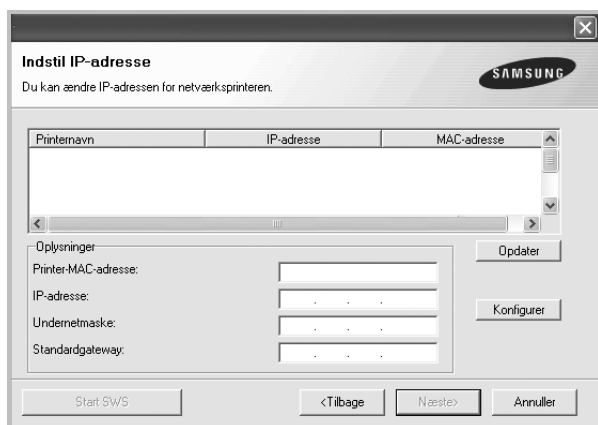 Indstil IP-adresse
Du kan ændre IP-adressen for netværksprinteren.
SAMSUNG
Printernavn IP-adresse MAC-adresse
Oplysninger
Opdater
Printer-MAC-adresse:
IP-adresse:
Konfigurer
Undernetmaske:
Standardgateway:
Start SWS <Tilbage Næste> Annuller